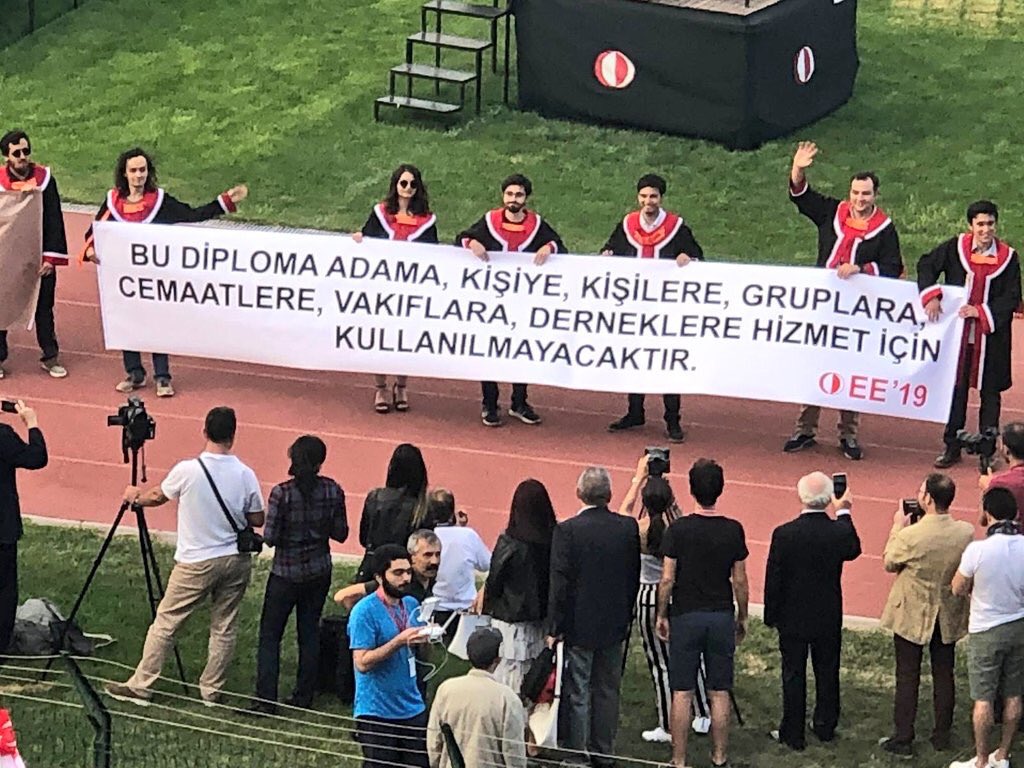 BU DİPLOMA ADAMA, KİŞİYE, KİŞİLERE, GRUPLARA,
CEMAATLERE, VAKIFLARA, DERNEKLERE HİZMET İÇİN
KULLANILMAYACAKTIR.
EE'19